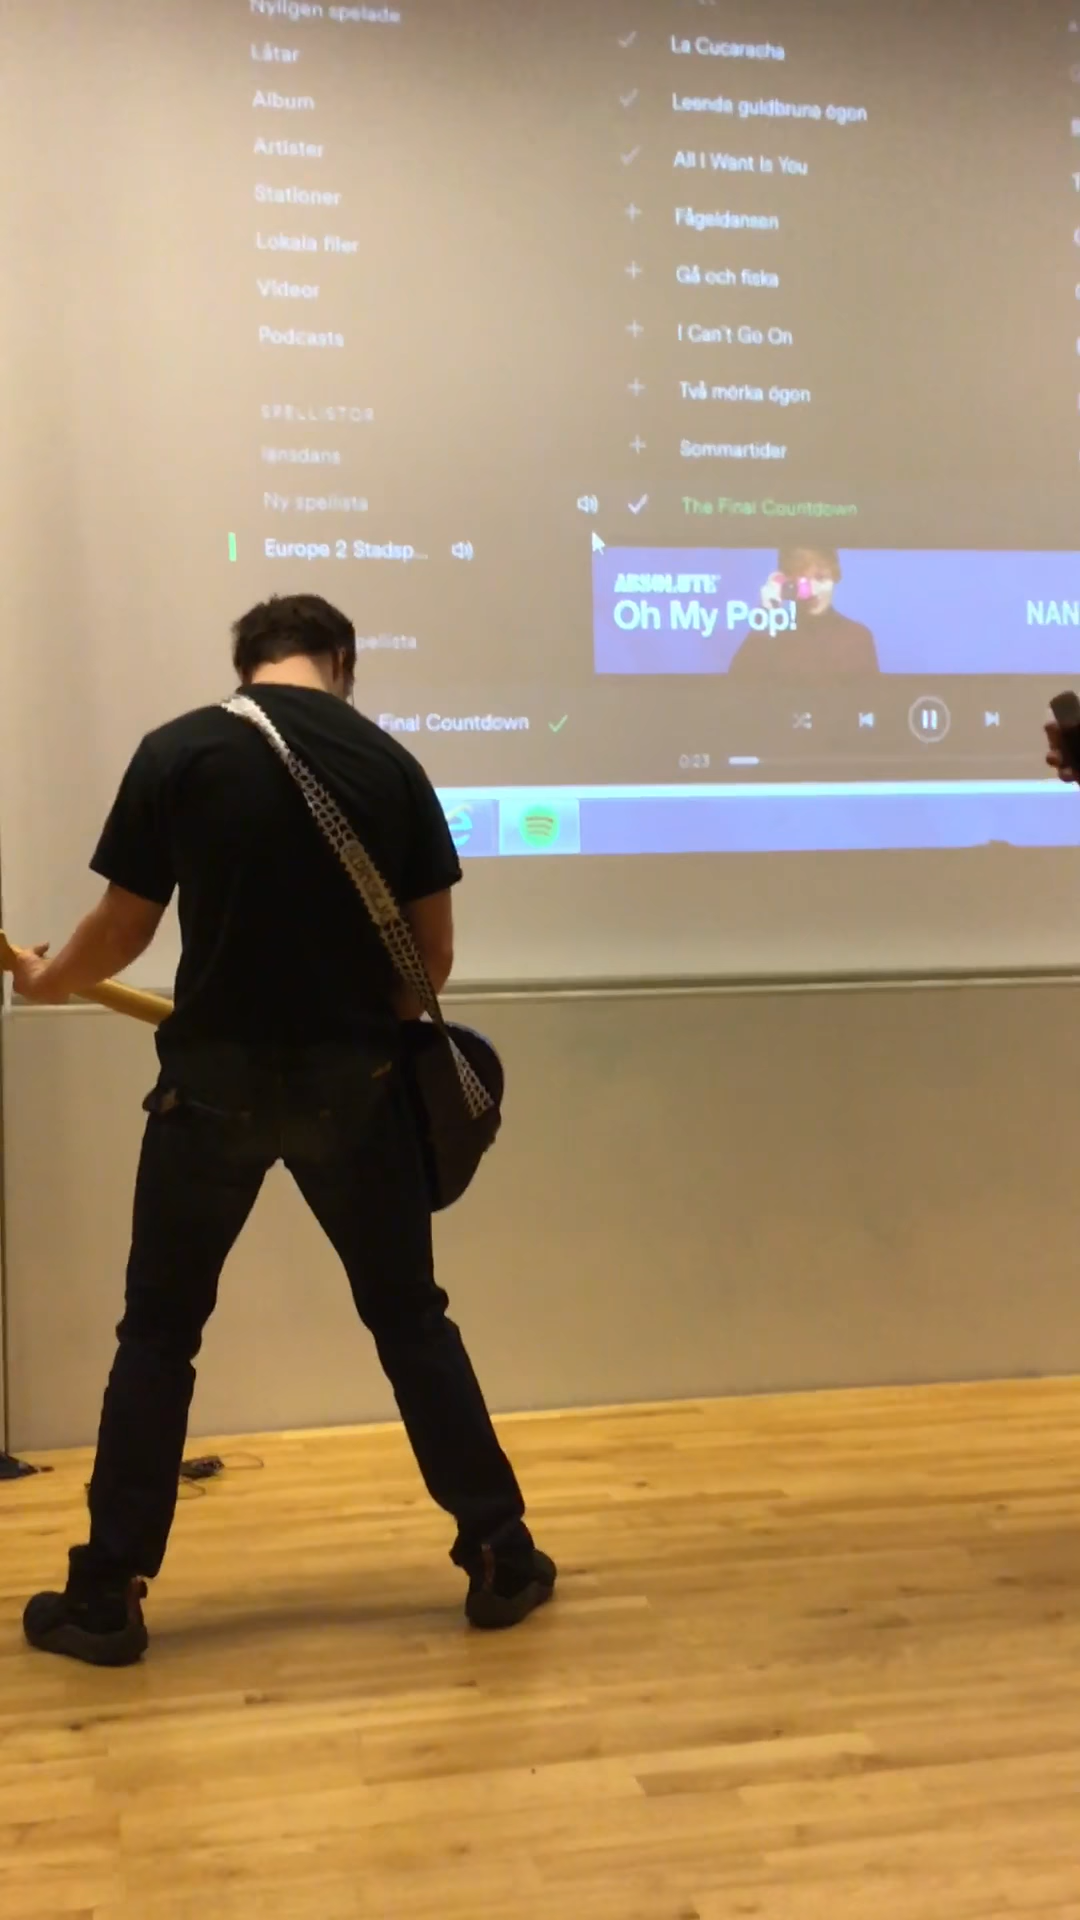 Nyligen spelade
Låtar
Album
Artister
Stationer
Lokala filer
Videor
Podcasts
SPELLISTOR
Ny spellista
Europe 2 Stadsp...
pellista
Final Countdown
La Cucaracha
Leende guldbruna ögon
All I Want Is You
Fågeldansen
Gå och fiska
I Can't Go On
Två mörka ögon
Sommartider
The Final Countdown
ABSOLUTE
Oh My Pop!
NAN
0:23